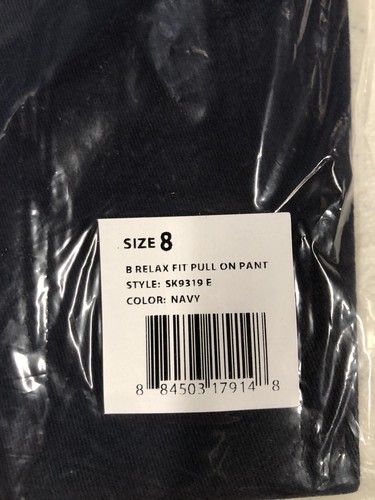 SIZE 8
B RELAX FIT PULL ON PANT
STYLE: SK9319 E
COLOR: NAVY
8 84503 17914 8